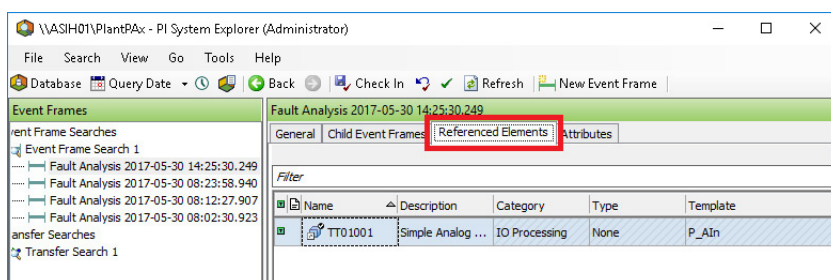 \\ASIH01\PlantPAx - PI System Explorer (Administrator)
File Search View Go Tools Help
Database Query Date Back Check In Refresh New Event Frame
Event Frames
Fault Analysis 2017-05-30 14:25:30.249
General Child Event Frames Referenced Elements Attributes
vent Frame Searches
Event Frame Search 1
Fault Analysis 2017-05-30 14:25:30.249
Fault Analysis 2017-05-30 08:23:58.940
Fault Analysis 2017-05-30 08:12:27.907
Fault Analysis 2017-05-30 08:02:30.923
ansfer Searches
Transfer Search 1
Filter
Name Description Category Type Template
TT01001 Simple Analog ... IO Processing None P_AIn